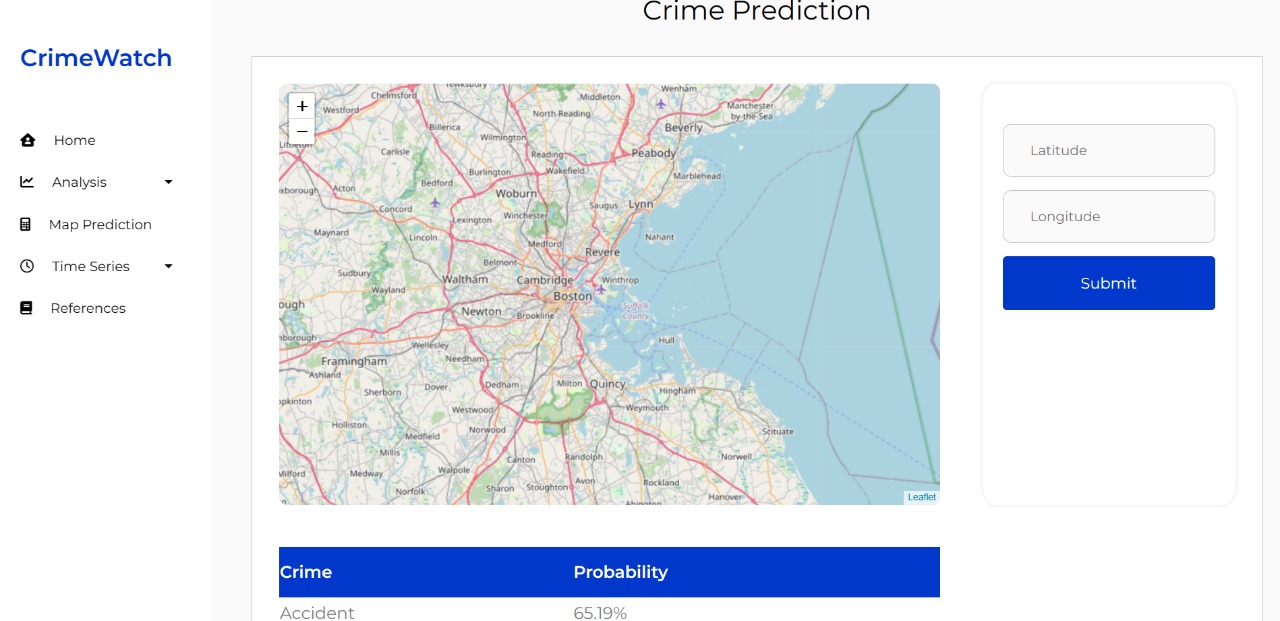 Crime Prediction
CrimeWatch
Home
Analysis
Map Prediction
Time Series
References
+
−
Chelmsford
Tewksbury
Middleton
Wenham
Manchester-
by-the-Sea
Westford
North Reading
Beverly
Billerica
Wilmington
Peabody
Carlisle
Reading
Wakefield
Burlington
Marblehead
Acton
Bedford
Woburn
Concord
Saugus
Lynn
Lexington
Winchester
Maynard
Lincoln
Medford
Nahant
Revere
Belmont
Sudbury
Waltham
Cambridge
Winthrop
Wayland
Boston
Suffolk
County
Newton
Brookline
Hull
Wellesley
Framingham
Needham
Ashland
Dover
Dedham
Milton
Quincy
Hingham
Sherborn
Westwood
Weymouth
Holliston
Norwood
Scituate
Medfield
Millis
Canton
Randolph
Norwell
Milford
Medway
Walpole
Avon
Rockland
Norfolk
Sharon
Stoughton
Hanover
Abington
Leaflet
Latitude
Longitude
Submit
Crime Probability
Accident 65.19%